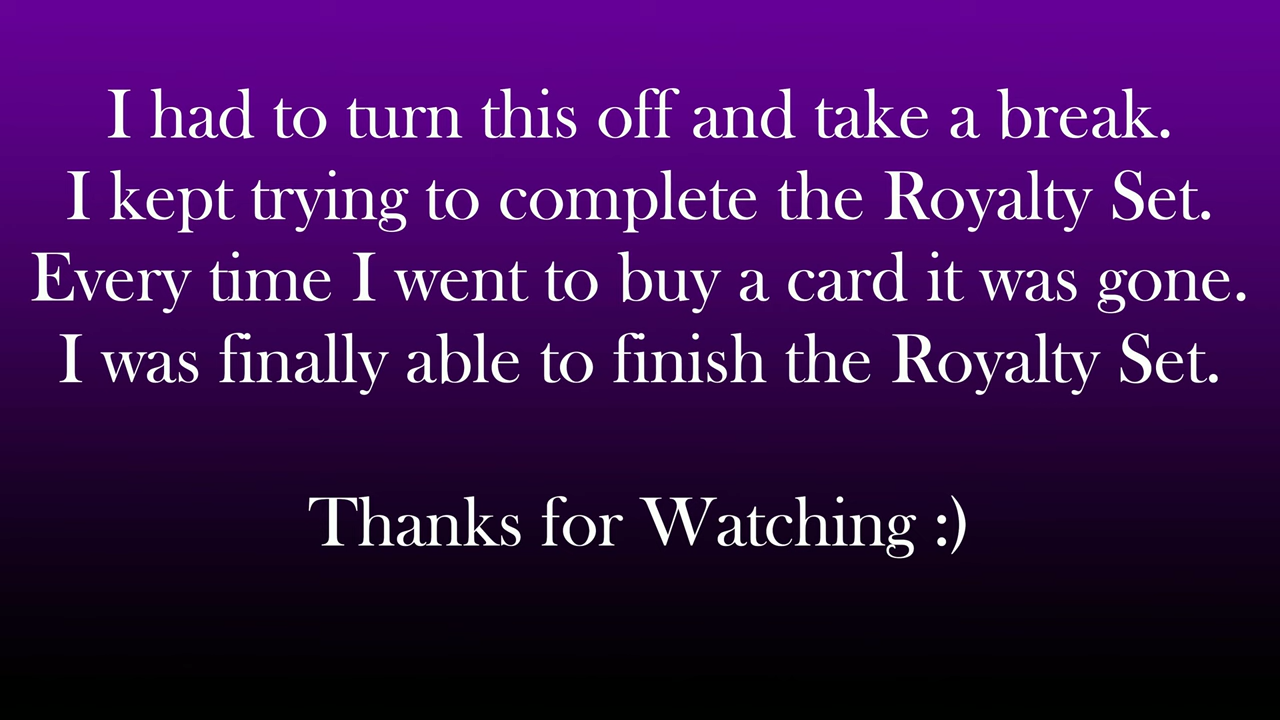 I had to turn this off and take a break.
I kept trying to complete the Royalty Set.
Every time I went to buy a card it was gone.
I was finally able to finish the Royalty Set.
Thanks for Watching :)